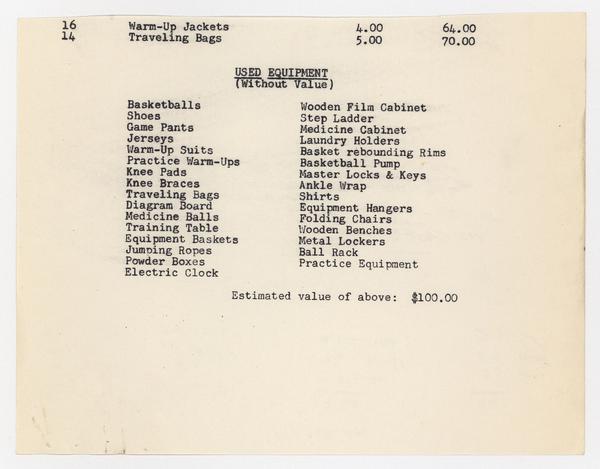 16 Warm-Up Jackets 4.00 64.00
14 Traveling Bags 5.00 70.00
USED EQUIPMENT
(Without Value)
Basketballs
Shoes
Game Pants
Jerseys
Warm-Up Suits
Practice Warm-Ups
Knee Pads
Knee Braces
Traveling Bags
Diagram Board
Medicine Balls
Training Table
Equipment Baskets
Jumping Ropes
Powder Boxes
Electric Clock
Wooden Film Cabinet
Step Ladder
Medicine Cabinet
Laundry Holders
Basket rebounding Rims
Basketball Pump
Master Locks & Keys
Ankle Wrap
Shirts
Equipment Hangers
Folding Chairs
Wooden Benches
Metal Lockers
Ball Rack
Practice Equipment
Estimated value of above: $100.00